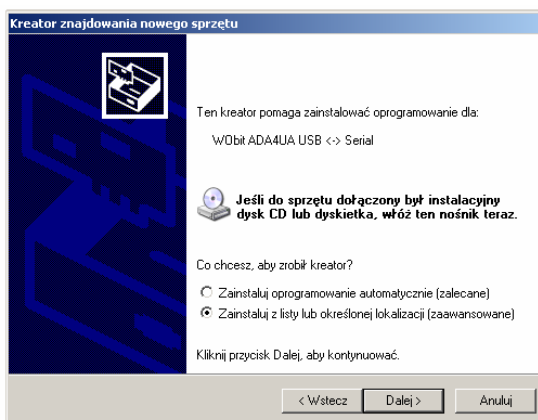 Kreator znajdowania nowego sprzętu
Ten kreator pomaga zainstalować oprogramowanie dla:
WObit ADA4UA USB <-> Serial
Jeśli do sprzętu dołączony był instalacyjny
dysk CD lub dyskietka, włóż ten nośnik teraz.
Co chcesz, aby zrobił kreator?
Zainstaluj oprogramowanie automatycznie (zalecane)
Zainstaluj z listy lub określonej lokalizacji (zaawansowane)
Kliknij przycisk Dalej, aby kontynuować.
< Wstecz
Dalej >
Anuluj